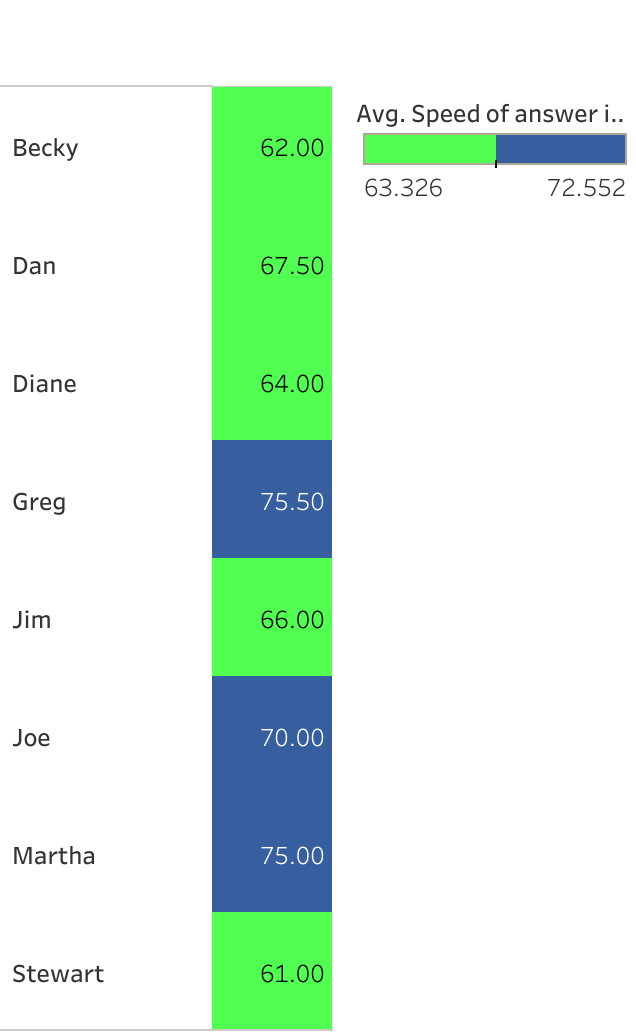 Avg. Speed of answer i..
63.326 72.552
Becky 62.00
Dan 67.50
Diane 64.00
Greg 75.50
Jim 66.00
Joe 70.00
Martha 75.00
Stewart 61.00